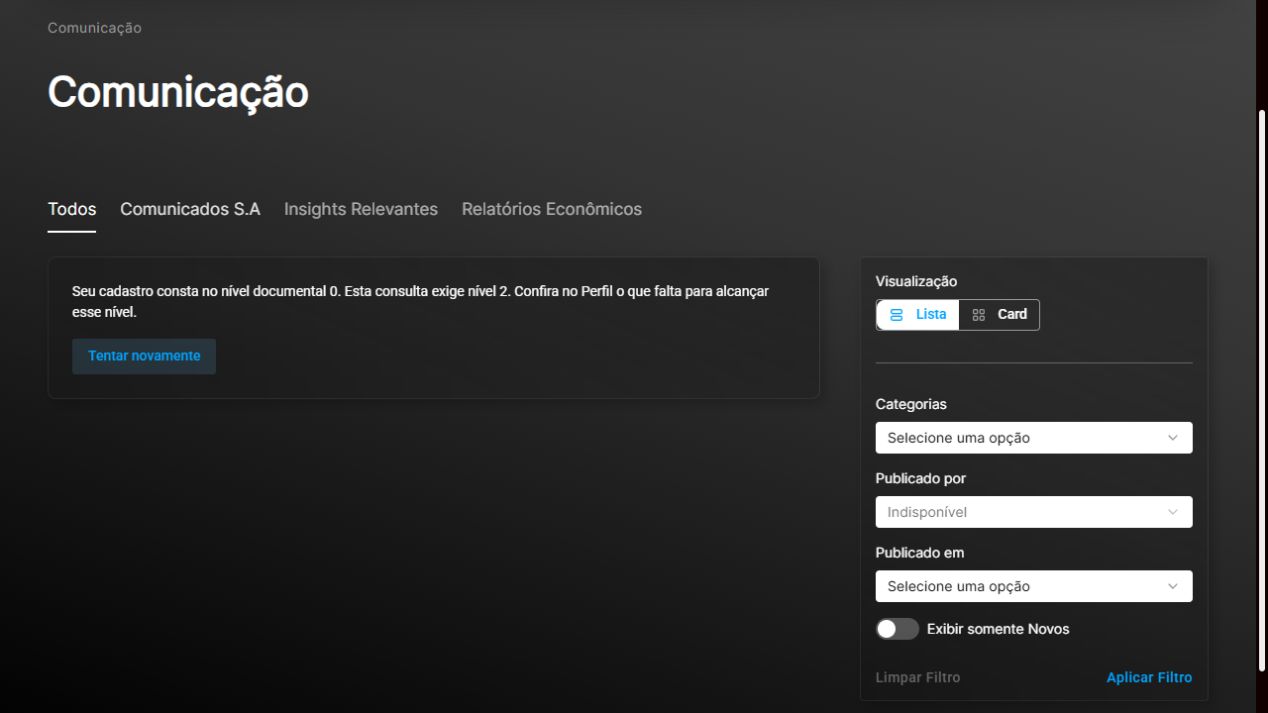 Comunicação
Comunicação
Todos
Comunicados S.A
Insights Relevantes
Relatórios Econômicos
Seu cadastro consta no nível documental 0. Esta consulta exige nível 2. Confira no Perfil o que falta para alcançar
esse nível.
Tentar novamente
Visualização
Lista
Card
Categorias
Selecione uma opção
Publicado por
Indisponível
Publicado em
Selecione uma opção
Exibir somente Novos
Limpar Filtro
Aplicar Filtro